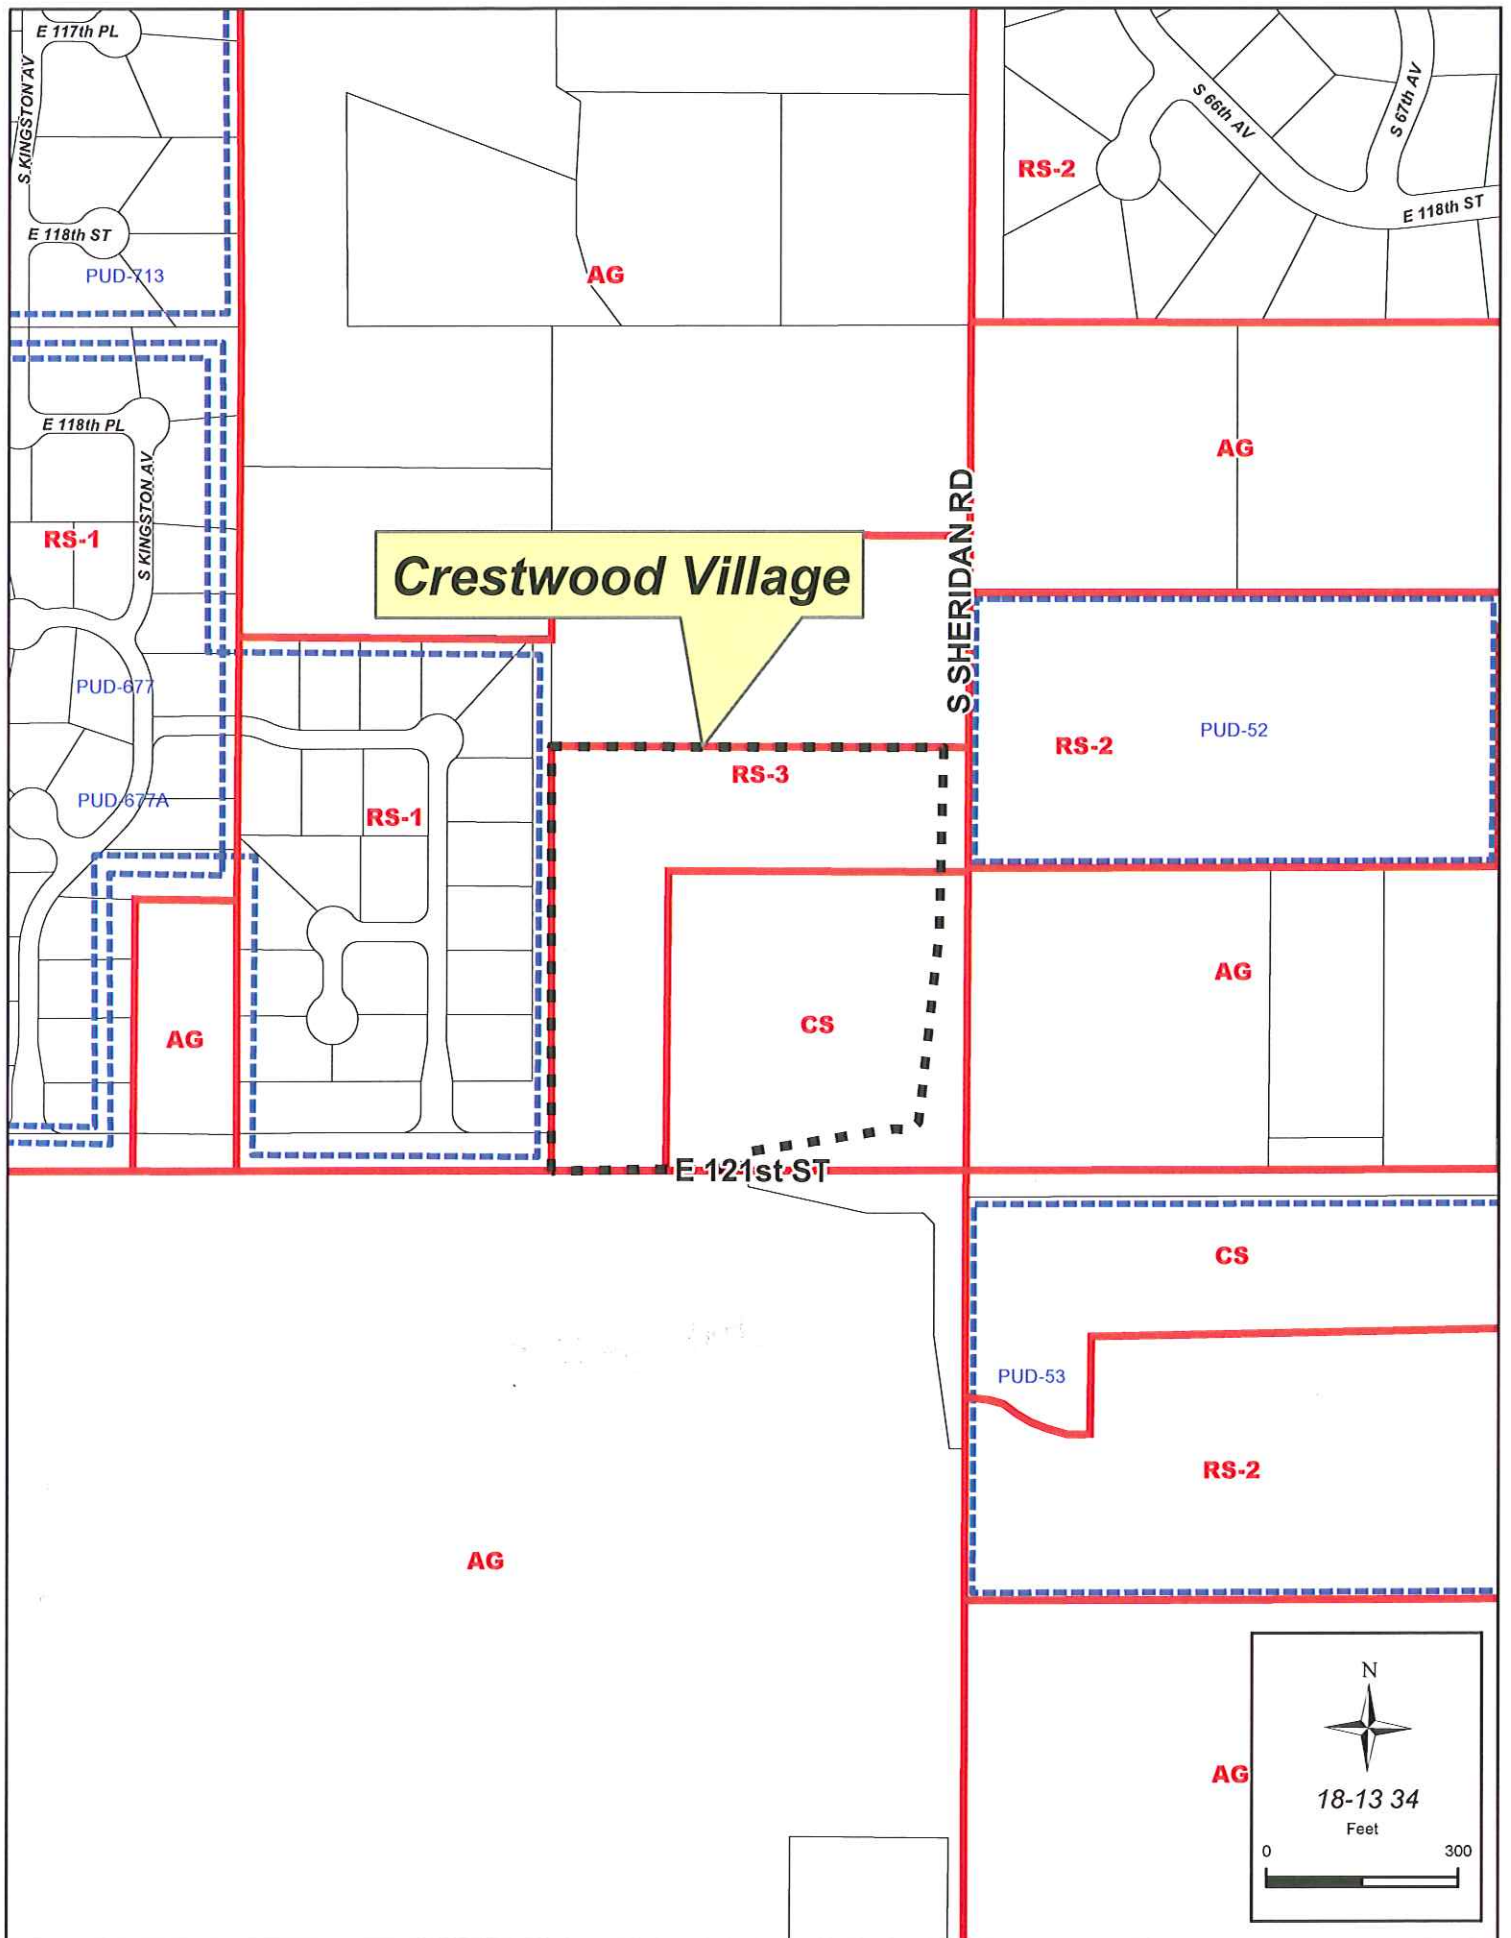 E 117th PL
S KINGSTON AV
S 66th AV
S 67th AV
RS-2
E 118th ST
E 118th ST
PUD-713
AG
E 118th PL
S KINGSTON AV
AG
RS-1
Crestwood Village
S SHERIDAN RD
PUD-677
PUD-52
RS-2
RS-3
PUD-677A
RS-1
AG
CS
AG
E 121st ST
CS
PUD-53
RS-2
AG
N
AG
18-13 34
Feet
0 300